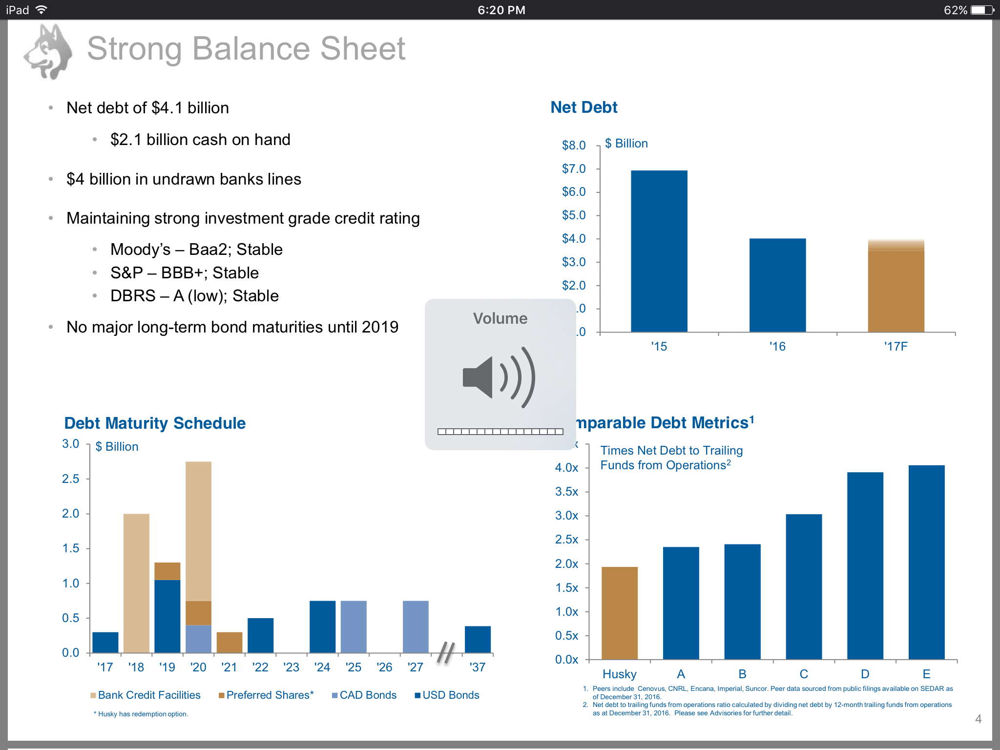 iPad
6:20 PM
62%
Strong Balance Sheet
• Net debt of $4.1 billion
• $2.1 billion cash on hand
• $4 billion in undrawn banks lines
• Maintaining strong investment grade credit rating
• Moody's – Baa2; Stable
• S&P – BBB+; Stable
• DBRS – A (low); Stable
• No major long-term bond maturities until 2019
Net Debt
$ Billion
$8.0
$7.0
$6.0
$5.0
$4.0
$3.0
$2.0
.0
.0
'15 '16 '17F
Volume
Debt Maturity Schedule
$ Billion
3.0
2.5
2.0
1.5
1.0
0.5
0.0
'17 '18 '19 '20 '21 '22 '23 '24 '25 '26 '27 '37
Bank Credit Facilities Preferred Shares* CAD Bonds USD Bonds
* Husky has redemption option.
mparable Debt Metrics1
Times Net Debt to Trailing
Funds from Operations2
x
4.0x
3.5x
3.0x
2.5x
2.0x
1.5x
1.0x
0.5x
0.0x
Husky A B C D E
1. Peers include Cenovus, CNRL, Encana, Imperial, Suncor. Peer data sourced from public filings available on SEDAR as
of December 31, 2016.
2. Net debt to trailing funds from operations ratio calculated by dividing net debt by 12-month trailing funds from operations
as at December 31, 2016. Please see Advisories for further detail.
4